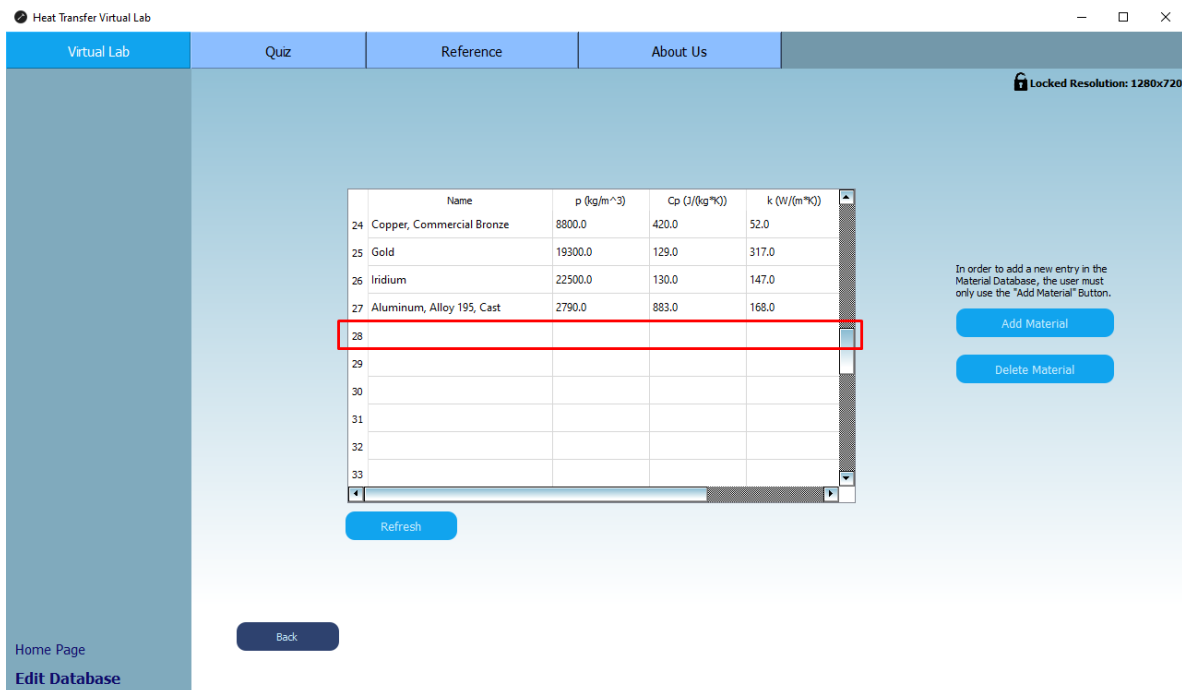 Heat Transfer Virtual Lab
Virtual Lab Quiz Reference About Us
Locked Resolution: 1280x720
Name p (kg/m^3) Cp (J/(kg*K)) k (W/(m*K))
24 Copper, Commercial Bronze 8800.0 420.0 52.0
25 Gold 19300.0 129.0 317.0
26 Iridium 22500.0 130.0 147.0
27 Aluminum, Alloy 195, Cast 2790.0 883.0 168.0
28
29
30
31
32
33
In order to add a new entry in the
Material Database, the user must
only use the "Add Material" Button.
Add Material
Delete Material
Refresh
Back
Home Page
Edit Database